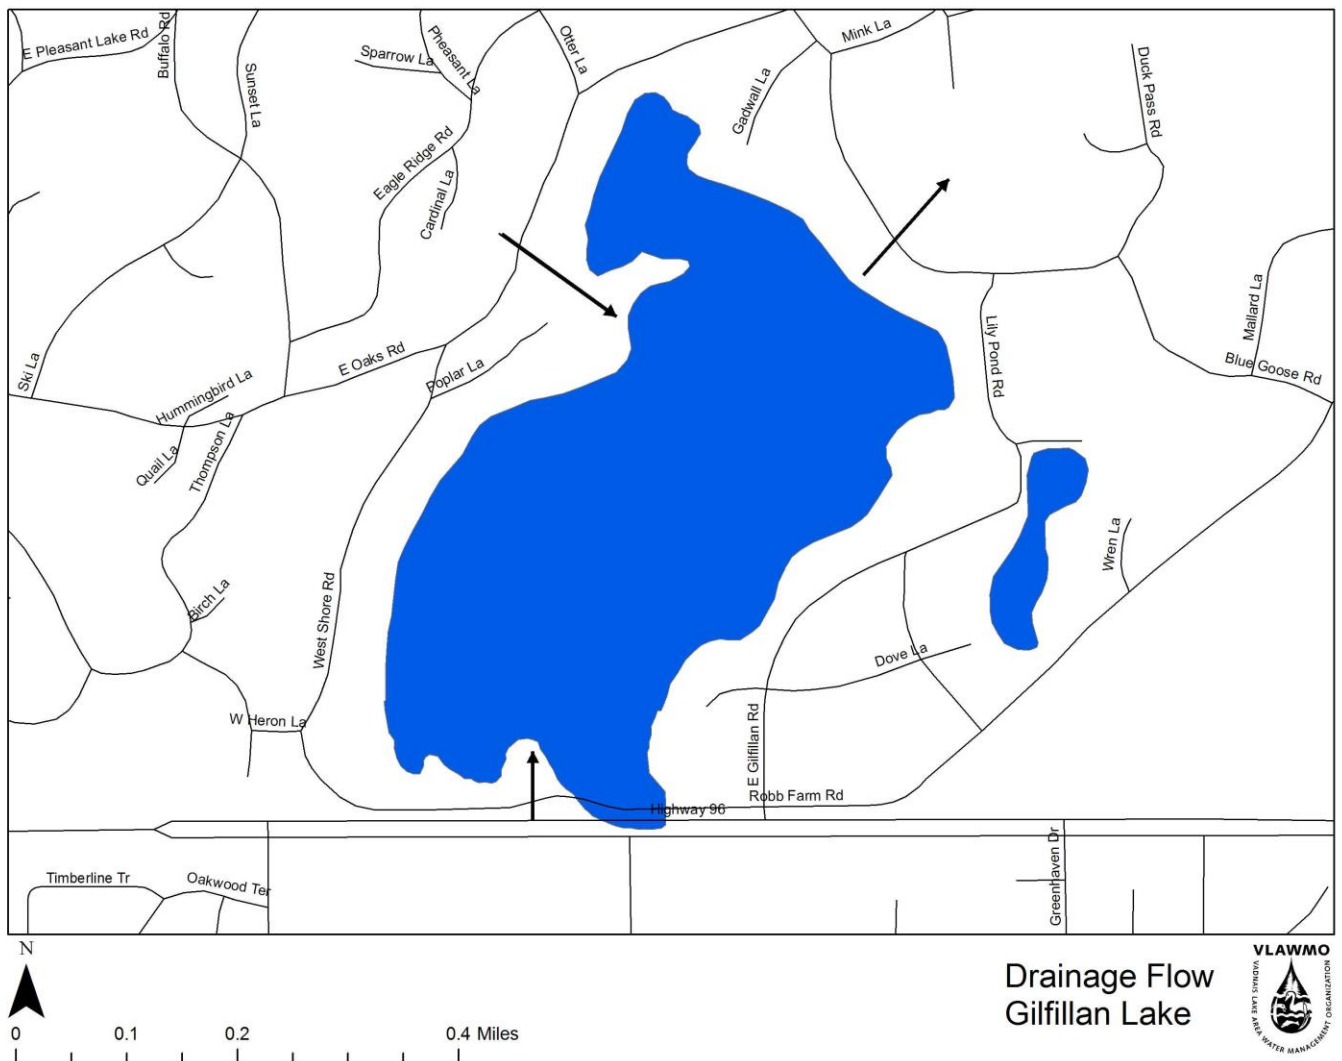 E Pleasant Lake Rd
Buffalo Rd
Sunset La
Sparrow La
Pheasant La
Otter La
Mink La
Gadwall La
Duck Pass Rd
Eagle Ridge Rd
Cardinal La
Ski La
E Oaks Rd
Poplar La
Hummingbird La
Quail La
Thompson La
Lily Pond Rd
Mallard La
Blue Goose Rd
Wren La
Birch La
West Shore Rd
Dove La
W Heron La
E Gilfillan Rd
Robb Farm Rd
Highway 96
Timberline Tr
Oakwood Ter
Greenhaven Dr
N
0 0.1 0.2 0.4 Miles
Drainage Flow
Gilfillan Lake
VLAWMO
VADNAIS LAKE AREA WATER MANAGEMENT ORGANIZATION